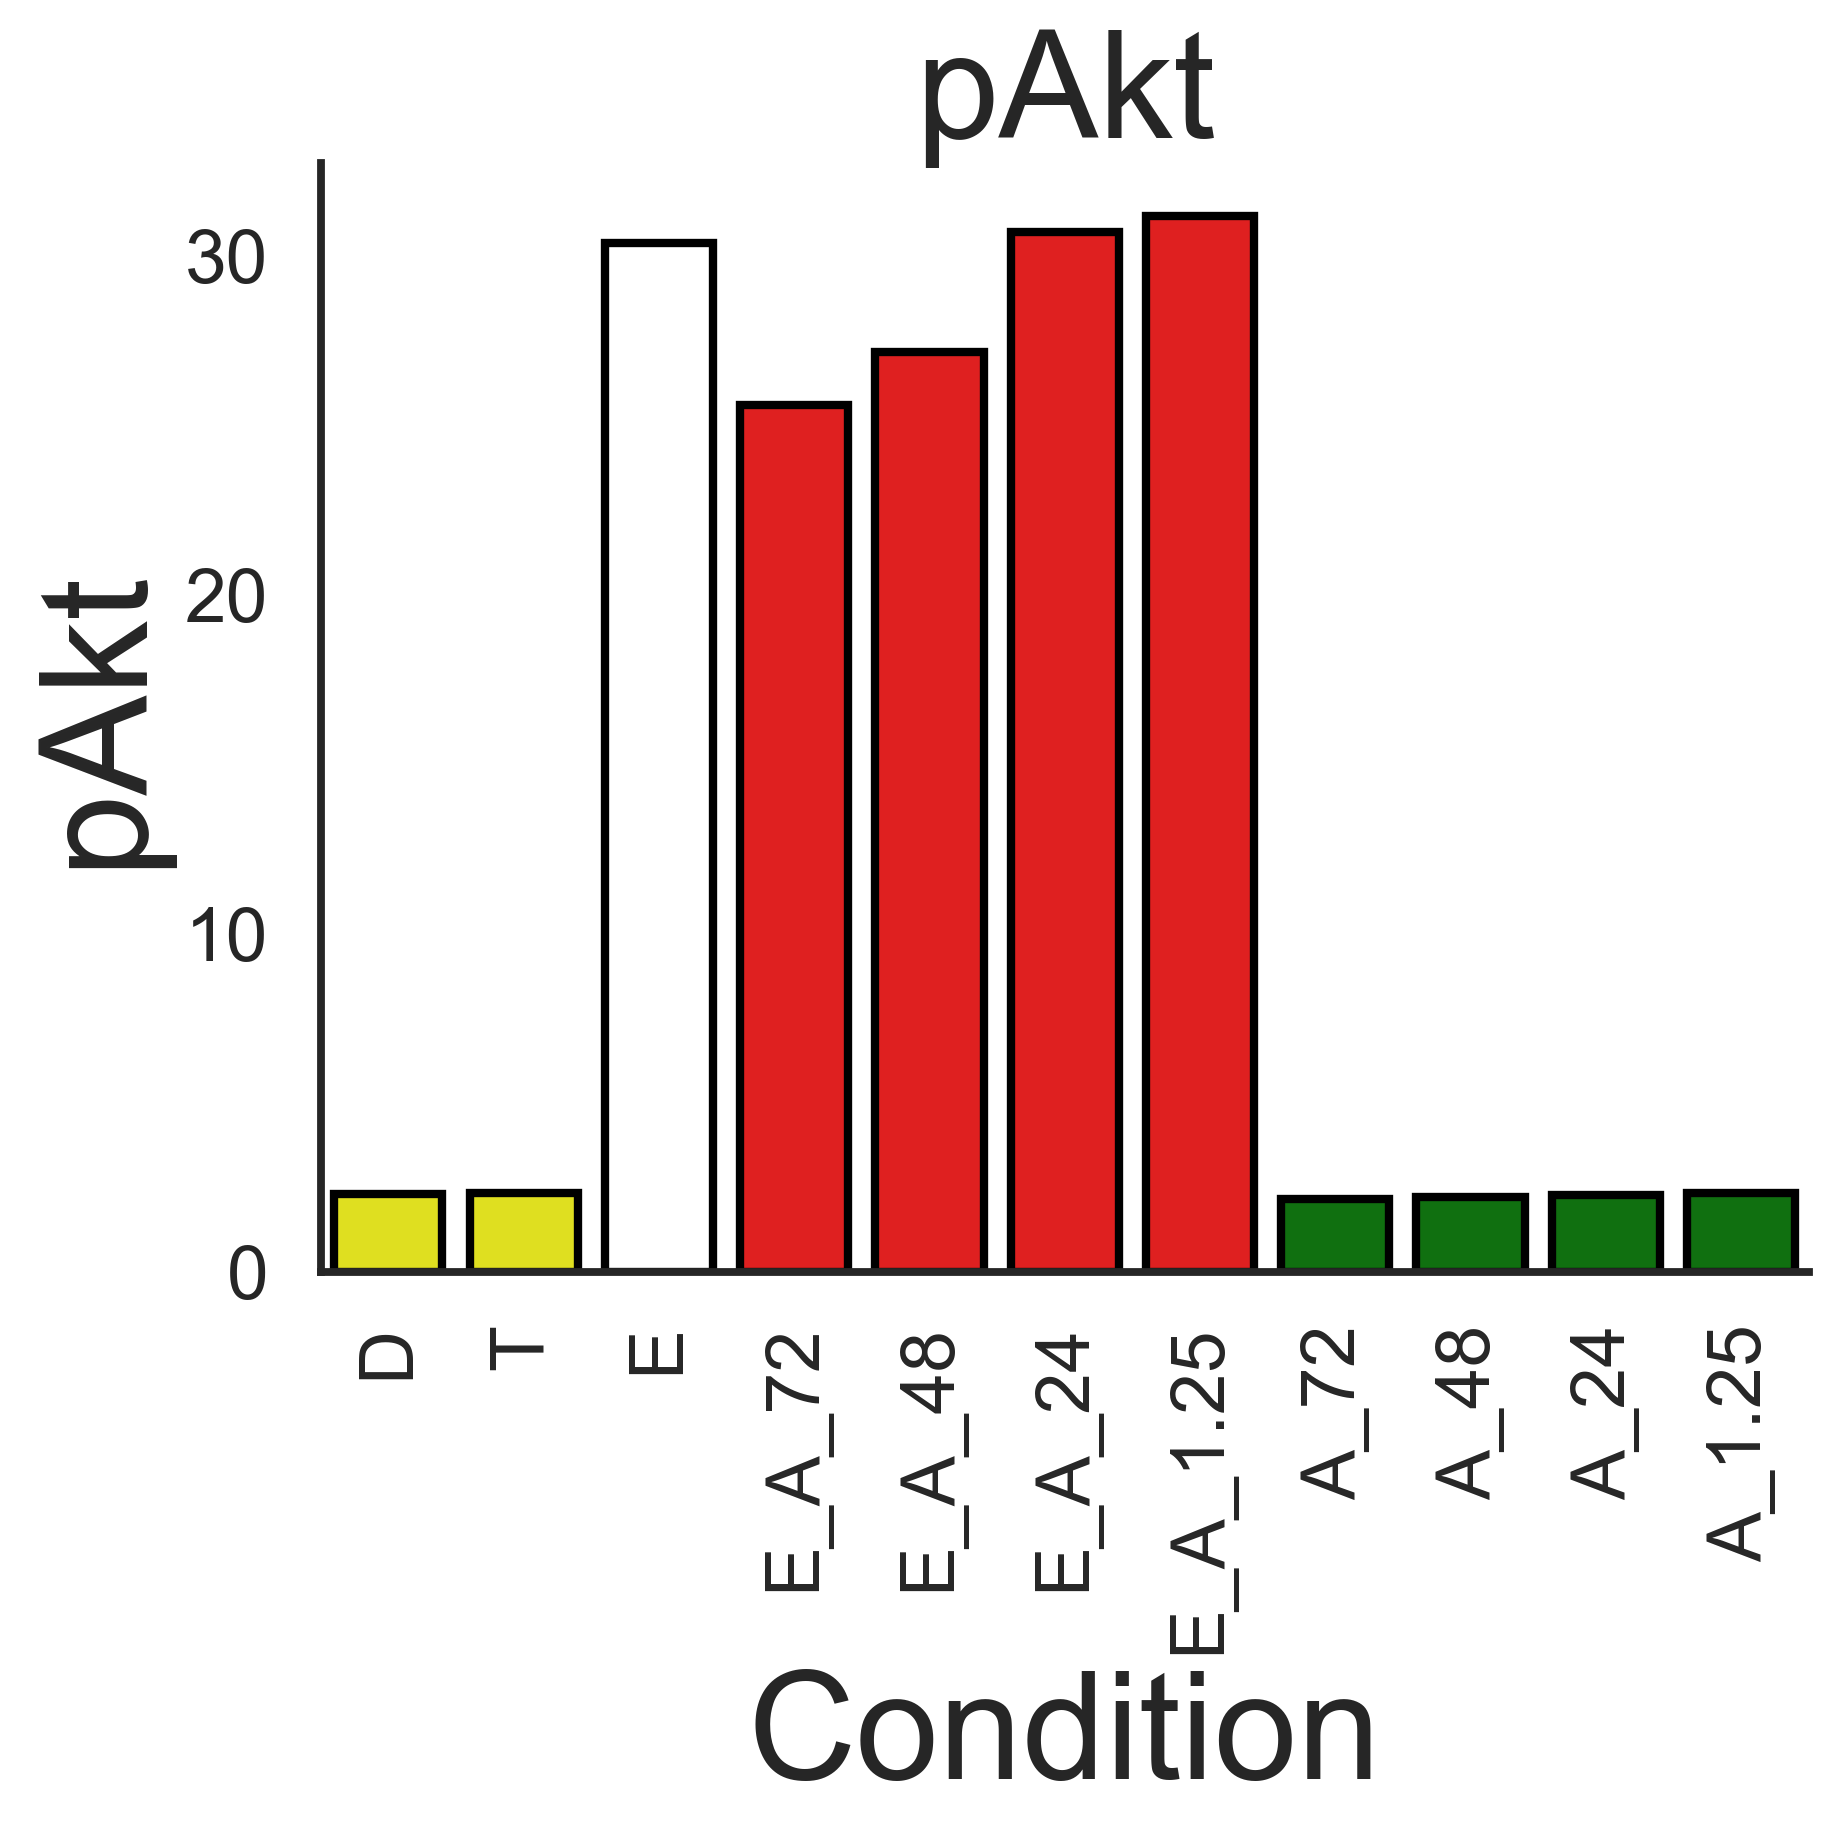 pAkt
pAkt
30
20
10
0
D
T
E
E_A_72
E_A_48
E_A_24
E_A_1.25
A_72
A_48
A_24
A_1.25
Condition